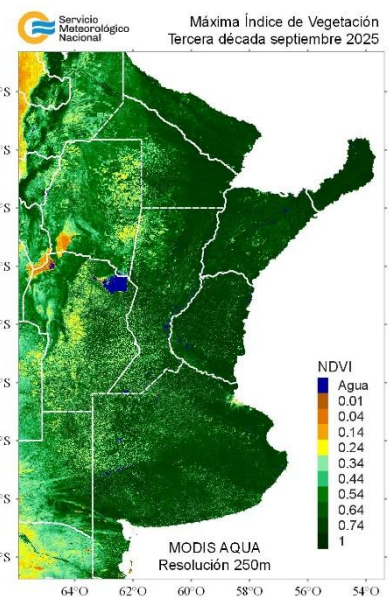 Servicio
Meteorológico
Nacional
Máxima Índice de Vegetación
Tercera década septiembre 2025
°S
°S
°S
°S
°S
°S
°S
°S
°S
NDVI
Agua
0.01
0.04
0.14
0.24
0.34
0.44
0.54
0.64
0.74
1
MODIS AQUA
Resolución 250m
64°O 62°O 60°O 58°O 56°O 54°O